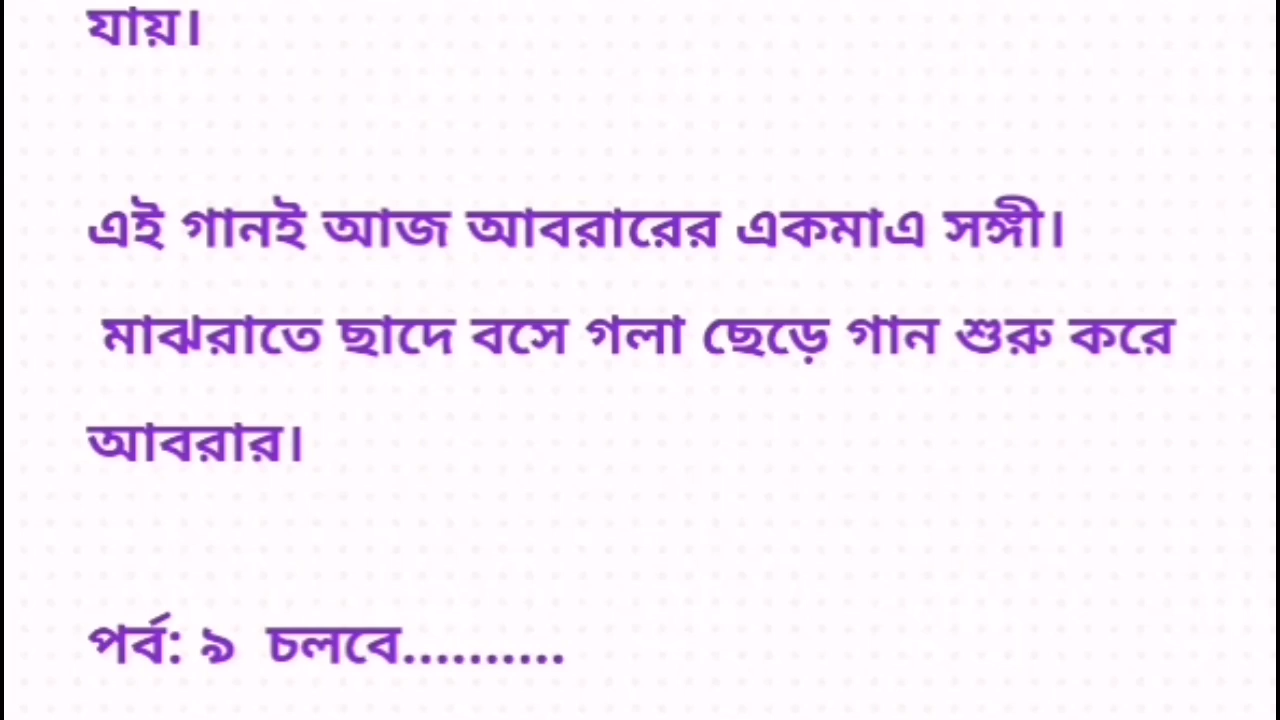 যায়।
এই গানই আজ আবরারের একমাএ সঙ্গী।
মাঝরাতে ছাদে বসে গলা ছেড়ে গান শুরু করে
আবরার।
পর্ব: ৯ চলবে..........